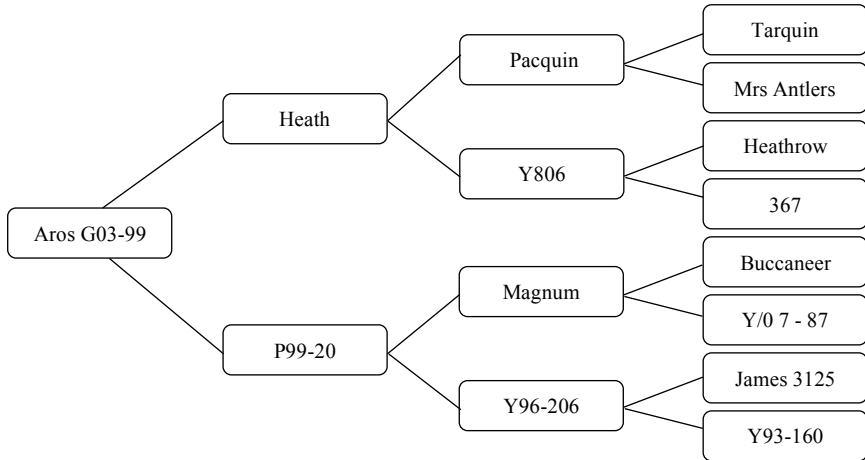 Tarquin
Pacquin
Mrs Antlers
Heath
Heathrow
Y806
367
Aros G03-99
Buccaneer
Magnum
Y/0 7 - 87
P99-20
James 3125
Y96-206
Y93-160